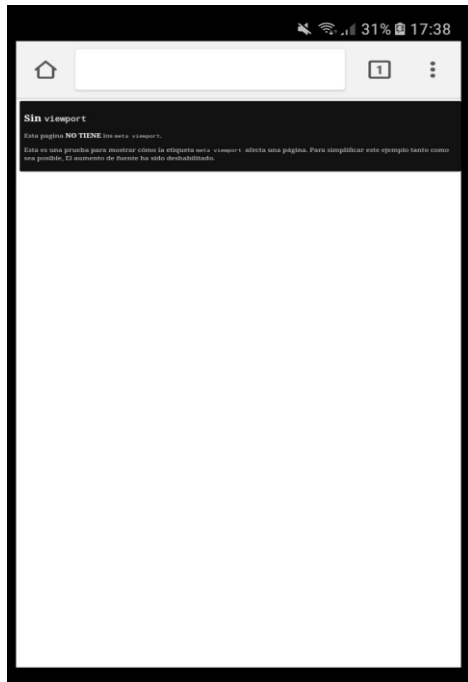 31% 17:38
1
Sin viewport
Esta pagina NO TIENE los meta viewport.
Esta es una prueba para mostrar cómo la etiqueta meta viewport afecta una página. Para simplificar este ejemplo tanto como
sea posible, El aumento de fuente ha sido deshabilitado.